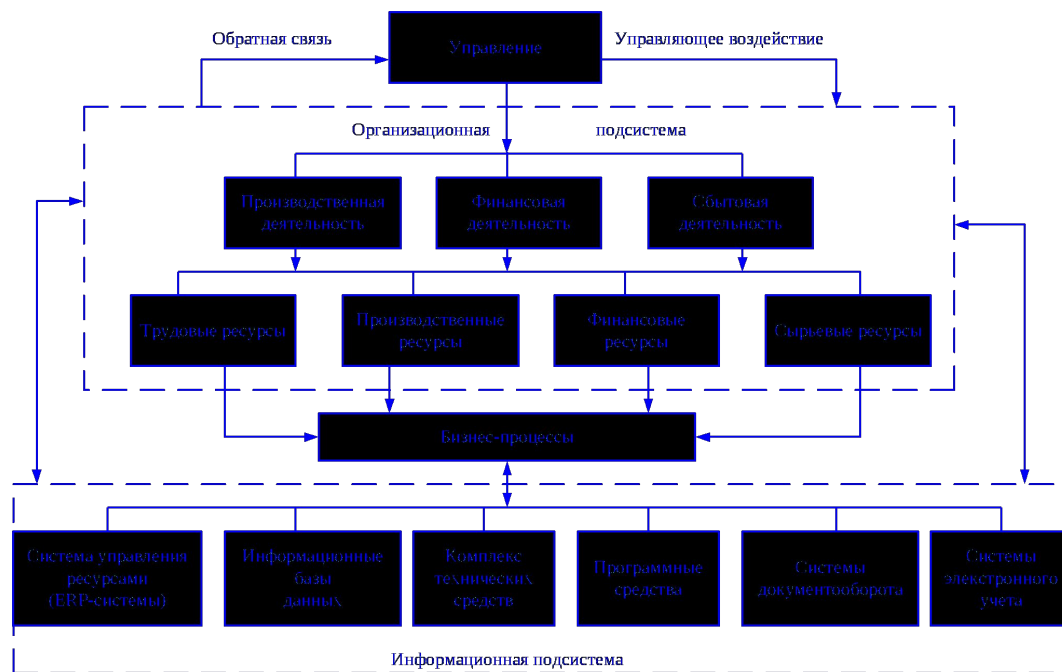 Обратная связь
Управление
Управляющее воздействие
Организационная подсистема
Производственная
деятельность
Финансовая
деятельность
Сбытовая
деятельность
Трудовые ресурсы
Производственные
ресурсы
Финансовые
ресурсы
Сырьевые ресурсы
Бизнес-процессы
Система управления
ресурсами
(ERP-системы)
Информационные
базы
данных
Комплекс
технических
средств
Программные
средства
Системы
документооборота
Системы
электронного
учета
Информационная подсистема